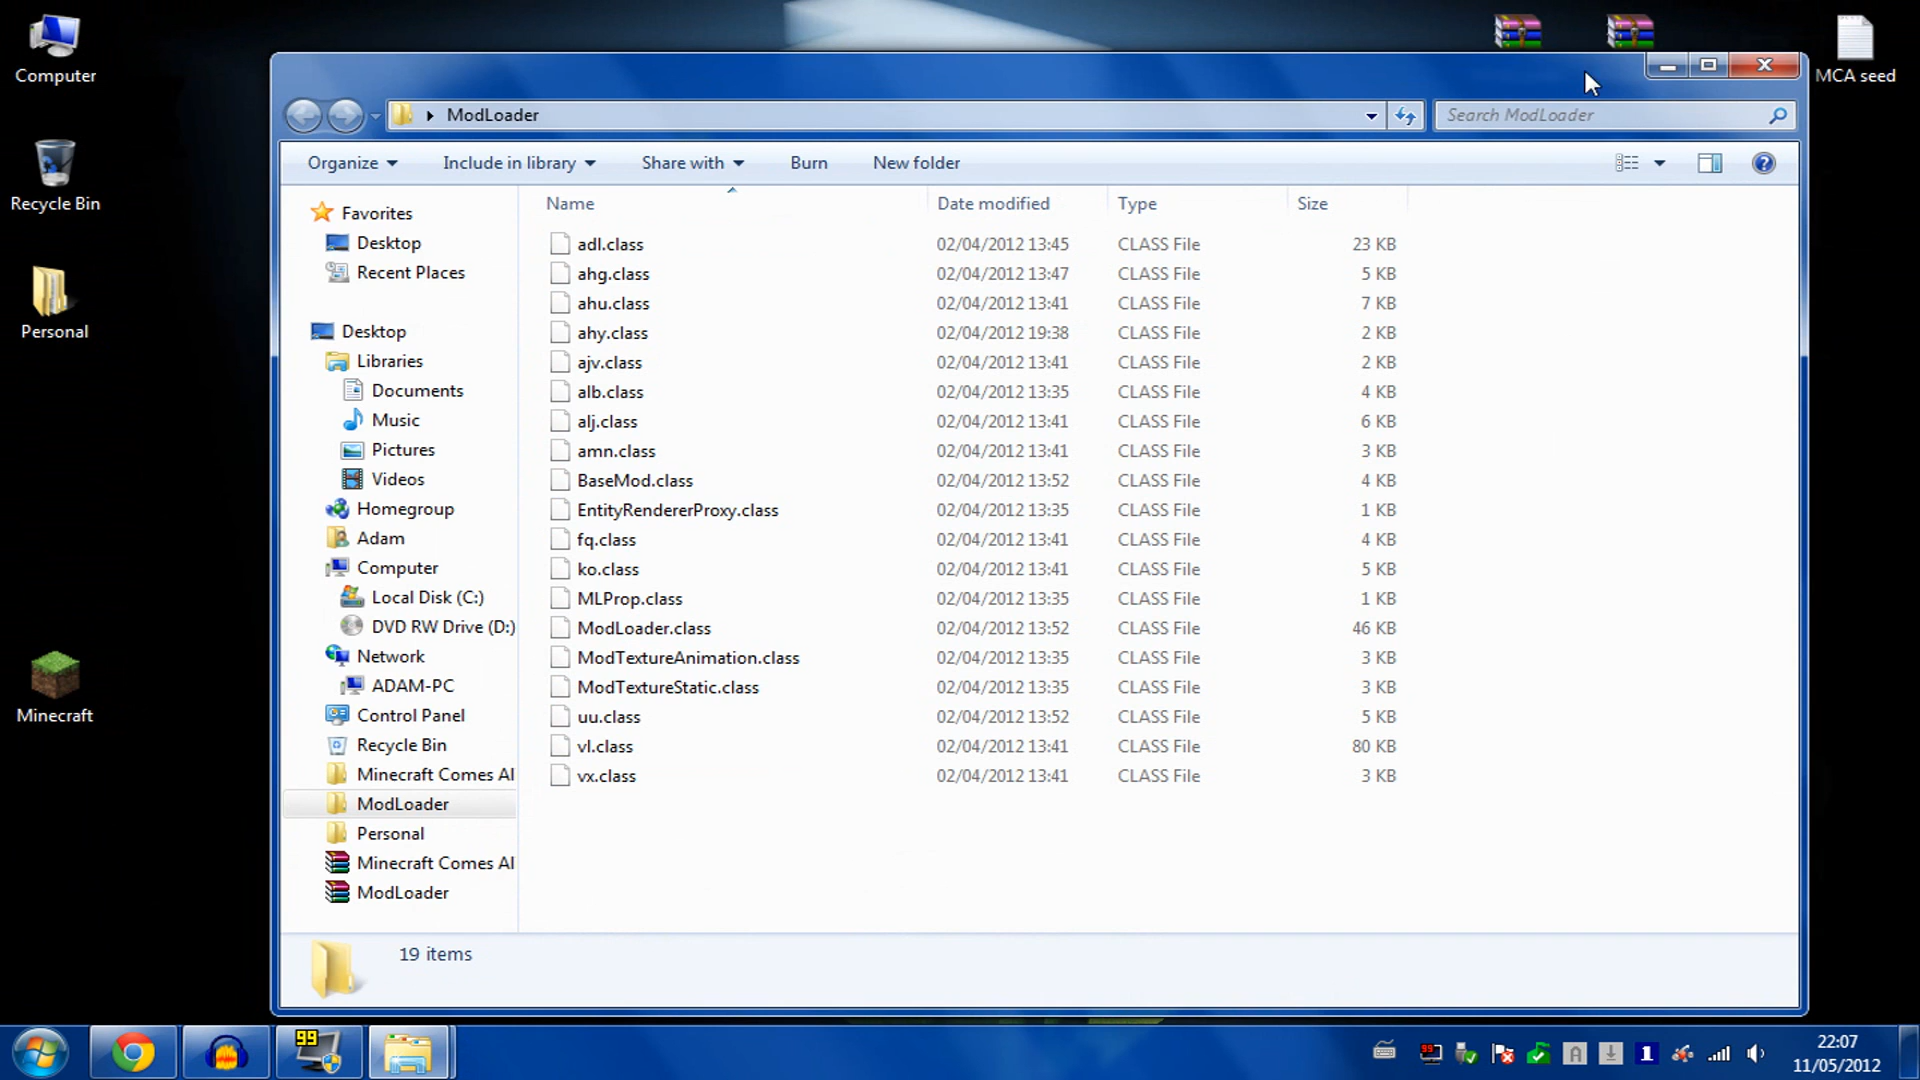 Computer
MCA seed
Recycle Bin
Personal
Minecraft
ModLoader
Search ModLoader
Organize
Include in library
Share with
Burn
New folder
Favorites
Desktop
Recent Places
Desktop
Libraries
Documents
Music
Pictures
Videos
Homegroup
Adam
Computer
Local Disk (C:)
DVD RW Drive (D:)
Network
ADAM-PC
Control Panel
Recycle Bin
Minecraft Comes Al
ModLoader
Personal
Minecraft Comes Al
ModLoader
Name Date modified Type Size
adl.class 02/04/2012 13:45 CLASS File 23 KB
ahg.class 02/04/2012 13:47 CLASS File 5 KB
ahu.class 02/04/2012 13:41 CLASS File 7 KB
ahy.class 02/04/2012 19:38 CLASS File 2 KB
ajv.class 02/04/2012 13:41 CLASS File 2 KB
alb.class 02/04/2012 13:35 CLASS File 4 KB
alj.class 02/04/2012 13:41 CLASS File 6 KB
amn.class 02/04/2012 13:41 CLASS File 3 KB
BaseMod.class 02/04/2012 13:52 CLASS File 4 KB
EntityRendererProxy.class 02/04/2012 13:35 CLASS File 1 KB
fq.class 02/04/2012 13:41 CLASS File 4 KB
ko.class 02/04/2012 13:41 CLASS File 5 KB
MLProp.class 02/04/2012 13:35 CLASS File 1 KB
ModLoader.class 02/04/2012 13:52 CLASS File 46 KB
ModTextureAnimation.class 02/04/2012 13:35 CLASS File 3 KB
ModTextureStatic.class 02/04/2012 13:35 CLASS File 3 KB
uu.class 02/04/2012 13:52 CLASS File 5 KB
vl.class 02/04/2012 13:41 CLASS File 80 KB
vx.class 02/04/2012 13:41 CLASS File 3 KB
19 items
99
99
A
1
22:07
11/05/2012